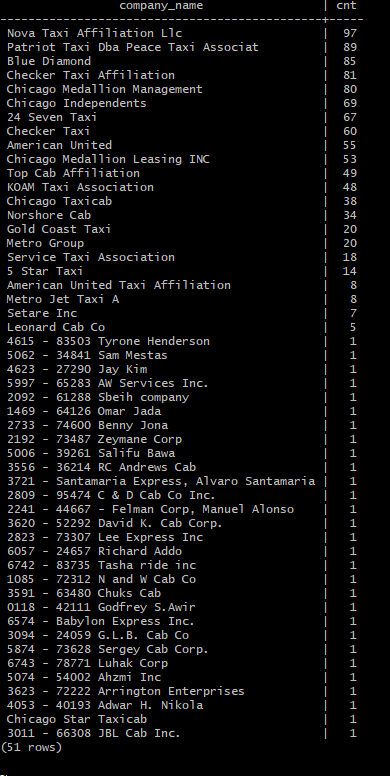 company_name | cnt
Nova Taxi Affiliation Llc | 97
Patriot Taxi Dba Peace Taxi Associat | 89
Blue Diamond | 85
Checker Taxi Affiliation | 81
Chicago Medallion Management | 80
Chicago Independents | 69
24 Seven Taxi | 67
Checker Taxi | 60
American United | 55
Chicago Medallion Leasing INC | 53
Top Cab Affiliation | 49
KOAM Taxi Association | 48
Chicago Taxicab | 38
Norshore Cab | 34
Gold Coast Taxi | 20
Metro Group | 20
Service Taxi Association | 18
5 Star Taxi | 14
American United Taxi Affiliation | 8
Metro Jet Taxi A | 8
Setare Inc | 7
Leonard Cab Co | 5
4615 - 83503 Tyrone Henderson | 1
5062 - 34841 Sam Mestas | 1
4623 - 27290 Jay Kim | 1
5997 - 65283 AW Services Inc. | 1
2092 - 61288 Sbeih company | 1
1469 - 64126 Omar Jada | 1
2733 - 74600 Benny Jona | 1
2192 - 73487 Zeymane Corp | 1
5006 - 39261 Salifu Bawa | 1
3556 - 36214 RC Andrews Cab | 1
3721 - Santamaria Express, Alvaro Santamaria | 1
2809 - 95474 C & D Cab Co Inc. | 1
2241 - 44667 - Felman Corp, Manuel Alonso | 1
3620 - 52292 David K. Cab Corp. | 1
2823 - 73307 Lee Express Inc | 1
6057 - 24657 Richard Addo | 1
6742 - 83735 Tasha ride inc | 1
1085 - 72312 N and W Cab Co | 1
3591 - 63480 Chuks Cab | 1
0118 - 42111 Godfrey S.Awir | 1
6574 - Babylon Express Inc. | 1
3094 - 24059 G.L.B. Cab Co | 1
5874 - 73628 Sergey Cab Corp. | 1
6743 - 78771 Luhak Corp | 1
5074 - 54002 Ahzmi Inc | 1
3623 - 72222 Arrington Enterprises | 1
4053 - 40193 Adwar H. Nikola | 1
Chicago Star Taxicab | 1
3011 - 66308 JBL Cab Inc. | 1
(51 rows)